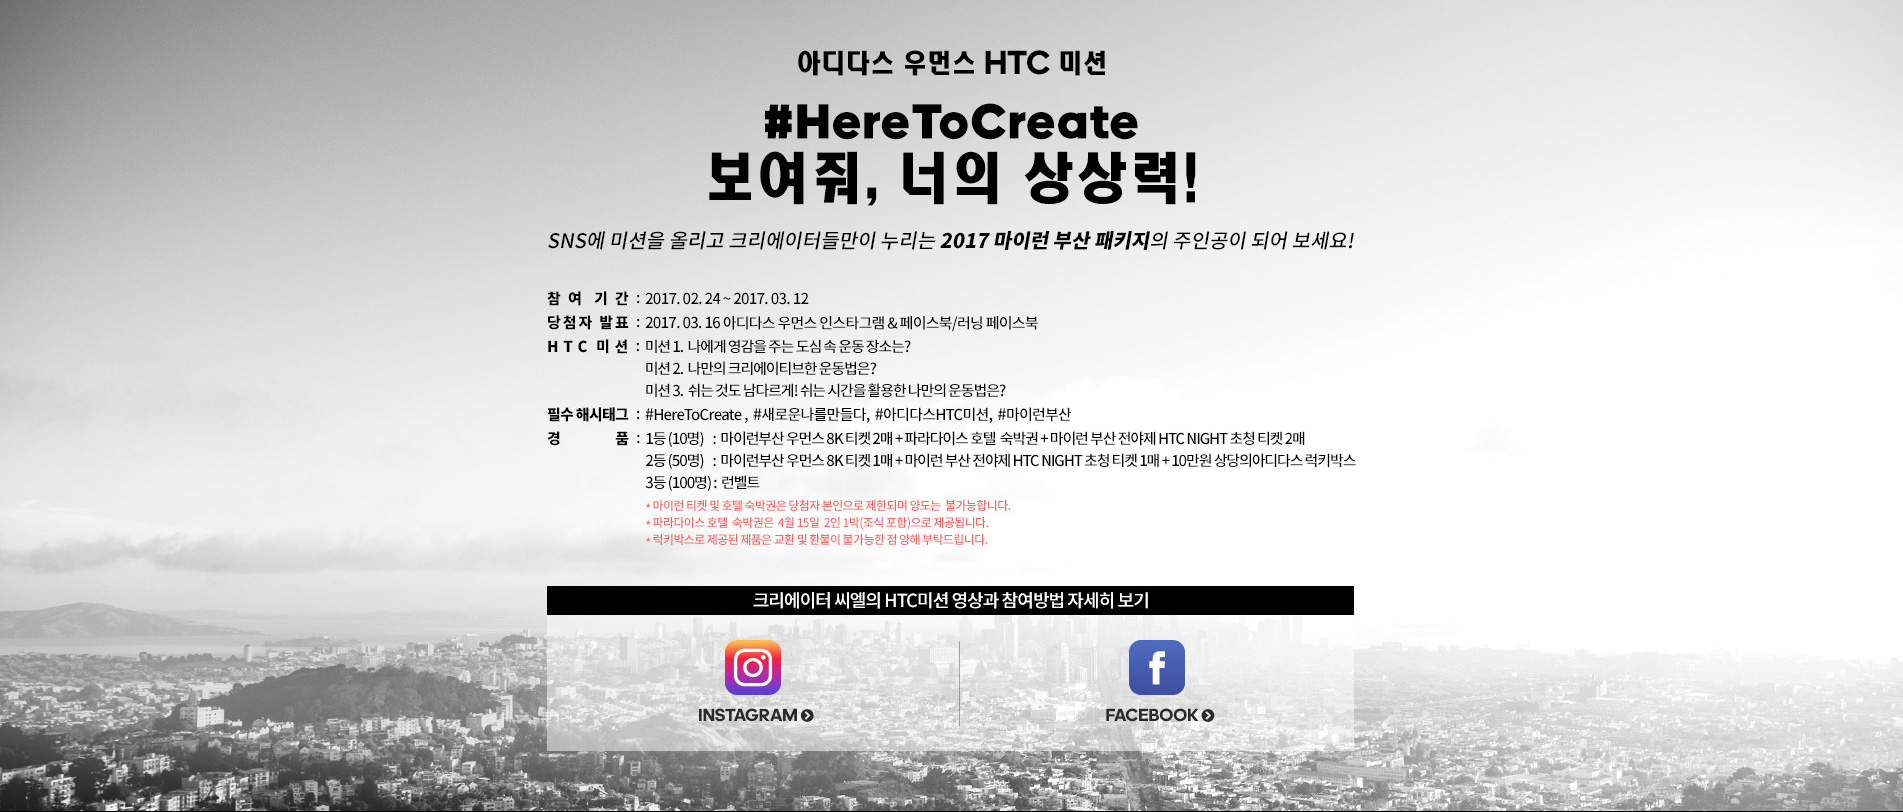 아디다스 우먼스 HTC 미션
#HereToCreate
보여줘, 너의 상상력!
SNS에 미션을 올리고 크리에이터들만이 누리는 2017 마이런 부산 패키지의 주인공이 되어 보세요!
참 여 기 간 : 2017. 02. 24 ~ 2017. 03. 12
당첨자 발표 : 2017. 03. 16 아디다스 우먼스 인스타그램 & 페이스북/러닝 페이스북
HTC 미션 : 미션 1. 나에게 영감을 주는 도심 속 운동 장소는?
미션 2. 나만의 크리에이티브한 운동법은?
미션 3. 쉬는 것도 남다르게! 쉬는 시간을 활용한 나만의 운동법은?
필수 해시태그 : #HereToCreate , #새로운나를만들다, #아디다스HTC미션, #마이런부산
경 품 : 1등 (10명) : 마이런부산 우먼스 8K 티켓 2매 + 파라다이스 호텔 숙박권 + 마이런 부산 전야제 HTC NIGHT 초청 티켓 2매
2등 (50명) : 마이런부산 우먼스 8K 티켓 1매 + 마이런 부산 전야제 HTC NIGHT 초청 티켓 1매 + 10만원 상당의아디다스 럭키박스
3등 (100명) : 런벨트
* 마이런 티켓 및 호텔 숙박권은 당첨자 본인으로 제한되며 양도는 불가능합니다.
* 파라다이스 호텔 숙박권은 4월 15일 2인 1박(조식 포함)으로 제공됩니다.
* 럭키박스로 제공된 제품은 교환 및 환불이 불가능한 점 양해 부탁드립니다.
크리에이터 씨엘의 HTC미션 영상과 참여방법 자세히 보기
INSTAGRAM
FACEBOOK